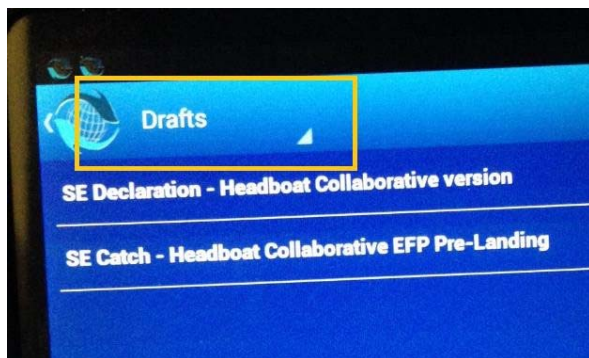 Drafts
SE Declaration - Headboat Collaborative version
SE Catch - Headboat Collaborative EFP Pre-Landing